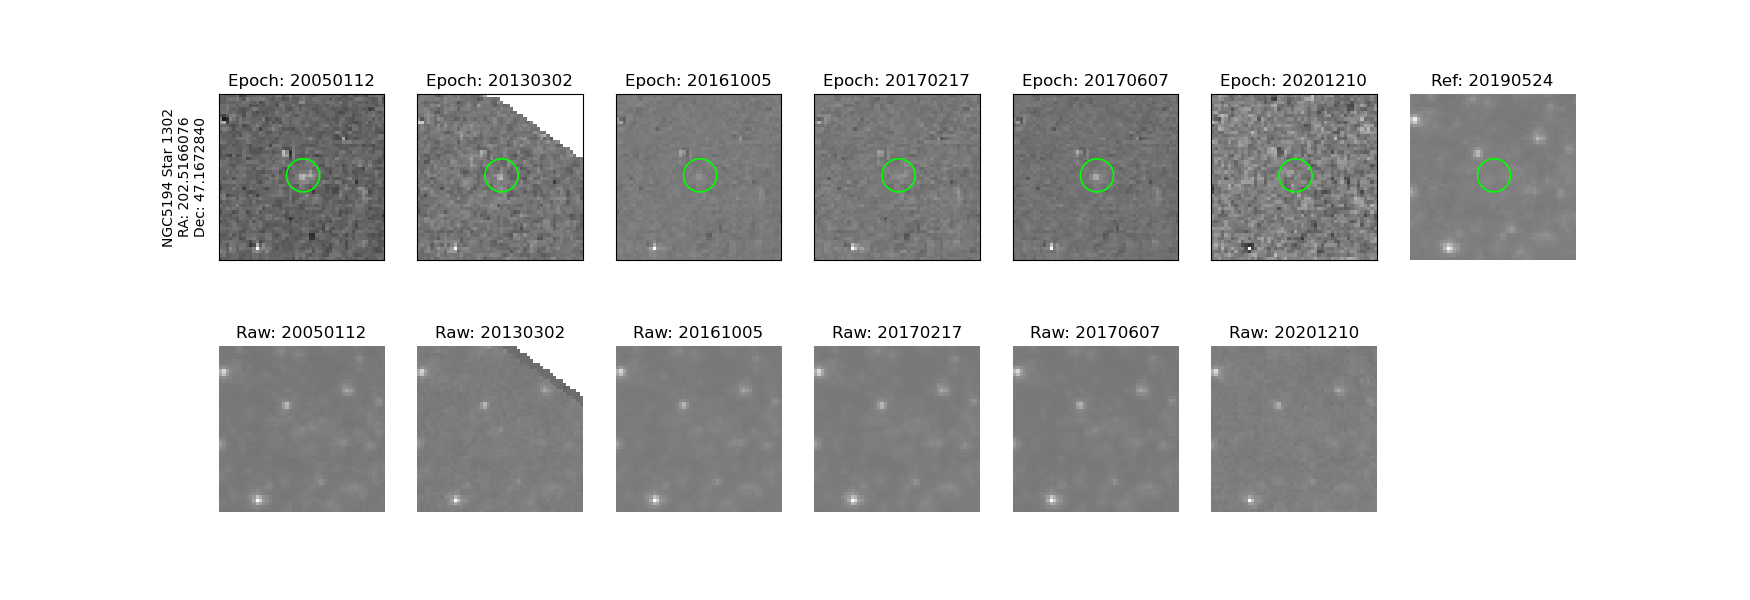 Epoch: 20050112
Epoch: 20130302
Epoch: 20161005
Epoch: 20170217
Epoch: 20170607
Epoch: 20201210
Ref: 20190524
NGC5194 Star 1302
RA: 202.5166076
Dec: 47.1672840
Raw: 20050112
Raw: 20130302
Raw: 20161005
Raw: 20170217
Raw: 20170607
Raw: 20201210